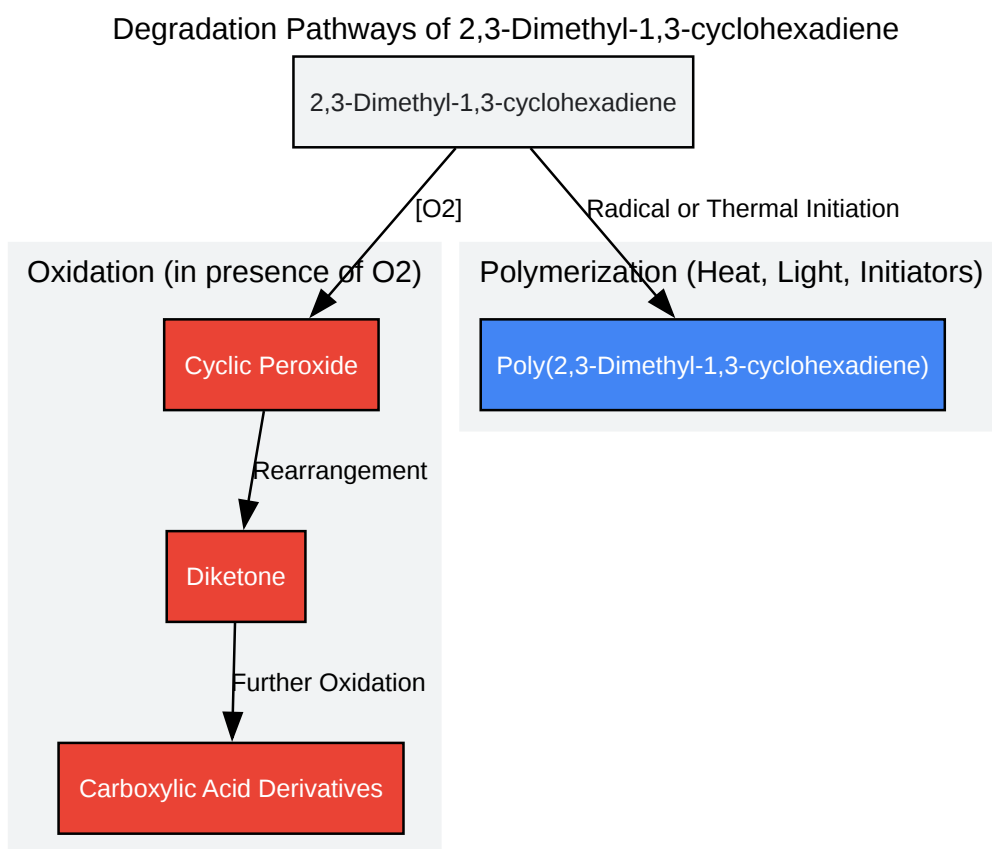 Degradation Pathways of 2,3-Dimethyl-1,3-cyclohexadiene
2,3-Dimethyl-1,3-cyclohexadiene
[O2]
Radical or Thermal Initiation
Oxidation (in presence of O2)
Polymerization (Heat, Light, Initiators)
Cyclic Peroxide
Poly(2,3-Dimethyl-1,3-cyclohexadiene)
Rearrangement
Diketone
Further Oxidation
Carboxylic Acid Derivatives